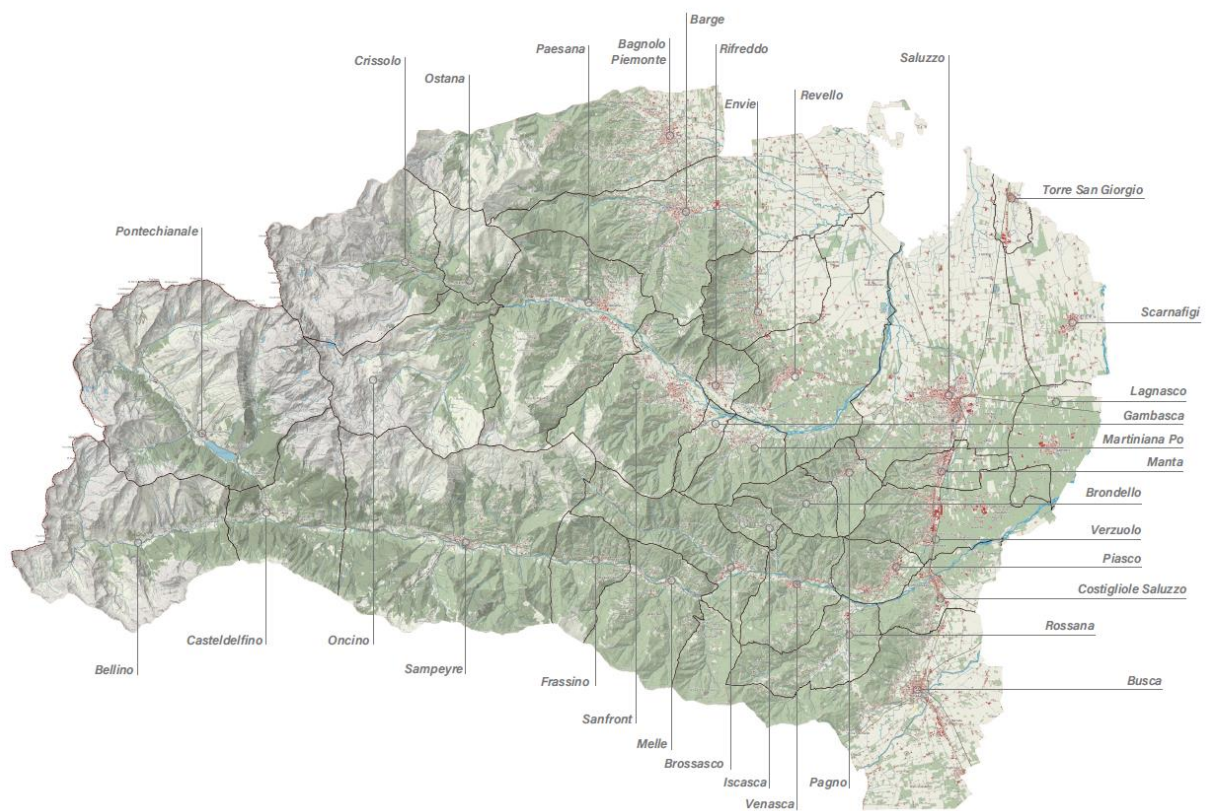 Barge
Bagnolo
Piemonte
Rifreddo
Paesana
Saluzzo
Crissolo
Ostana
Envie
Revello
Torre San Giorgio
Pontechianale
Scarnafigi
Lagnasco
Gambasca
Martiniana Po
Manta
Brondello
Verzuolo
Piasco
Costigliole Saluzzo
Rossana
Casteldelfino
Oncino
Bellino
Sampeyre
Frassino
Busca
Sanfront
Melle
Brossasco
Iscasca
Pagno
Venasca